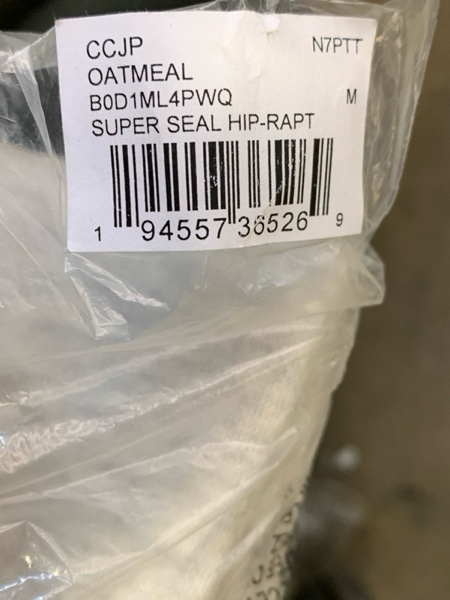 CCJP N7PTT
OATMEAL
B0D1ML4PWQ M
SUPER SEAL HIP-RAPT
1 94557 36526 9